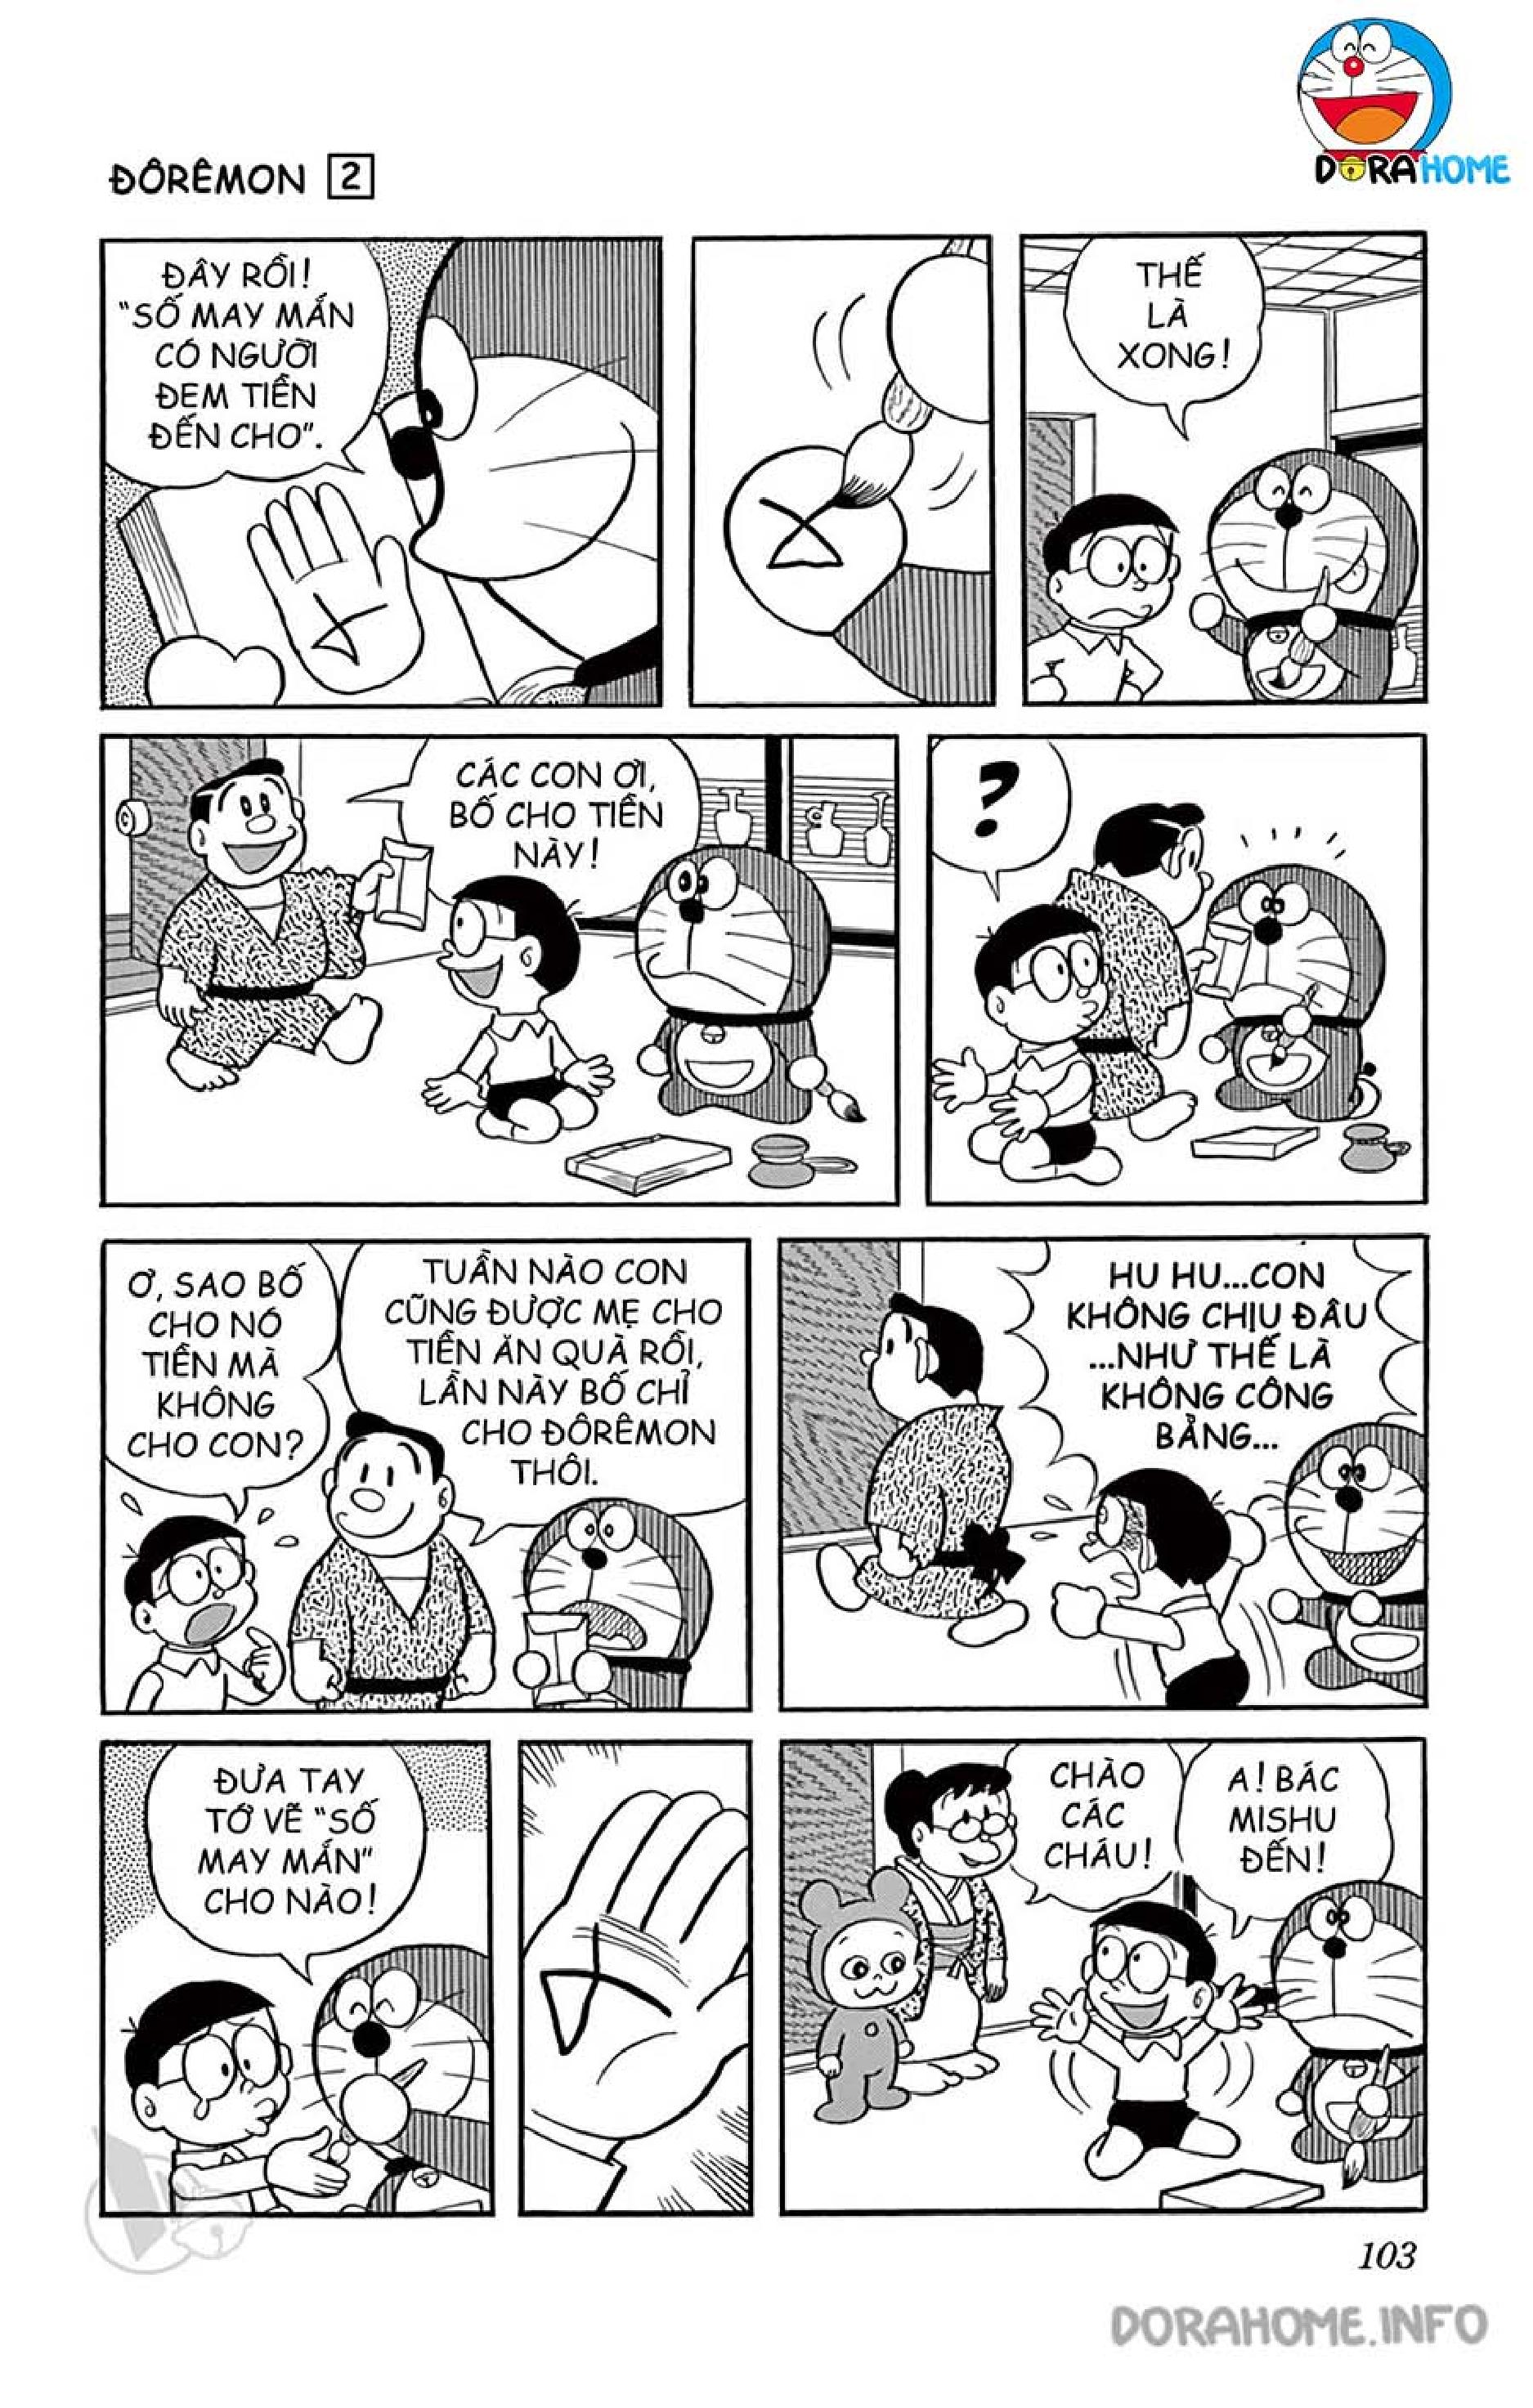 DORAHOME
ĐÔRÊMON 2
ĐÂY RỒI!
"SỐ MAY MẮN
CÓ NGƯỜI
ĐEM TIỀN
ĐẾN CHO".
THẾ
LÀ
XONG!
CÁC CON ƠI,
BỐ CHO TIỀN
NÀY!
?
Ơ, SAO BỐ
CHO NÓ
TIỀN MÀ
KHÔNG
CHO CON?
TUẦN NÀO CON
CŨNG ĐƯỢC MẸ CHO
TIỀN ĂN QUÀ RỒI,
LẦN NÀY BỐ CHỈ
CHO ĐÔRÊMON
THÔI.
HU HU...CON
KHÔNG CHỊU ĐÂU
...NHƯ THẾ LÀ
KHÔNG CÔNG
BẰNG...
ĐƯA TAY
TỚ VẼ "SỐ
MAY MẮN"
CHO NÀO!
CHÀO
CÁC
CHÁU!
A! BÁC
MISHU
ĐẾN!
103
DORAHOME.INFO